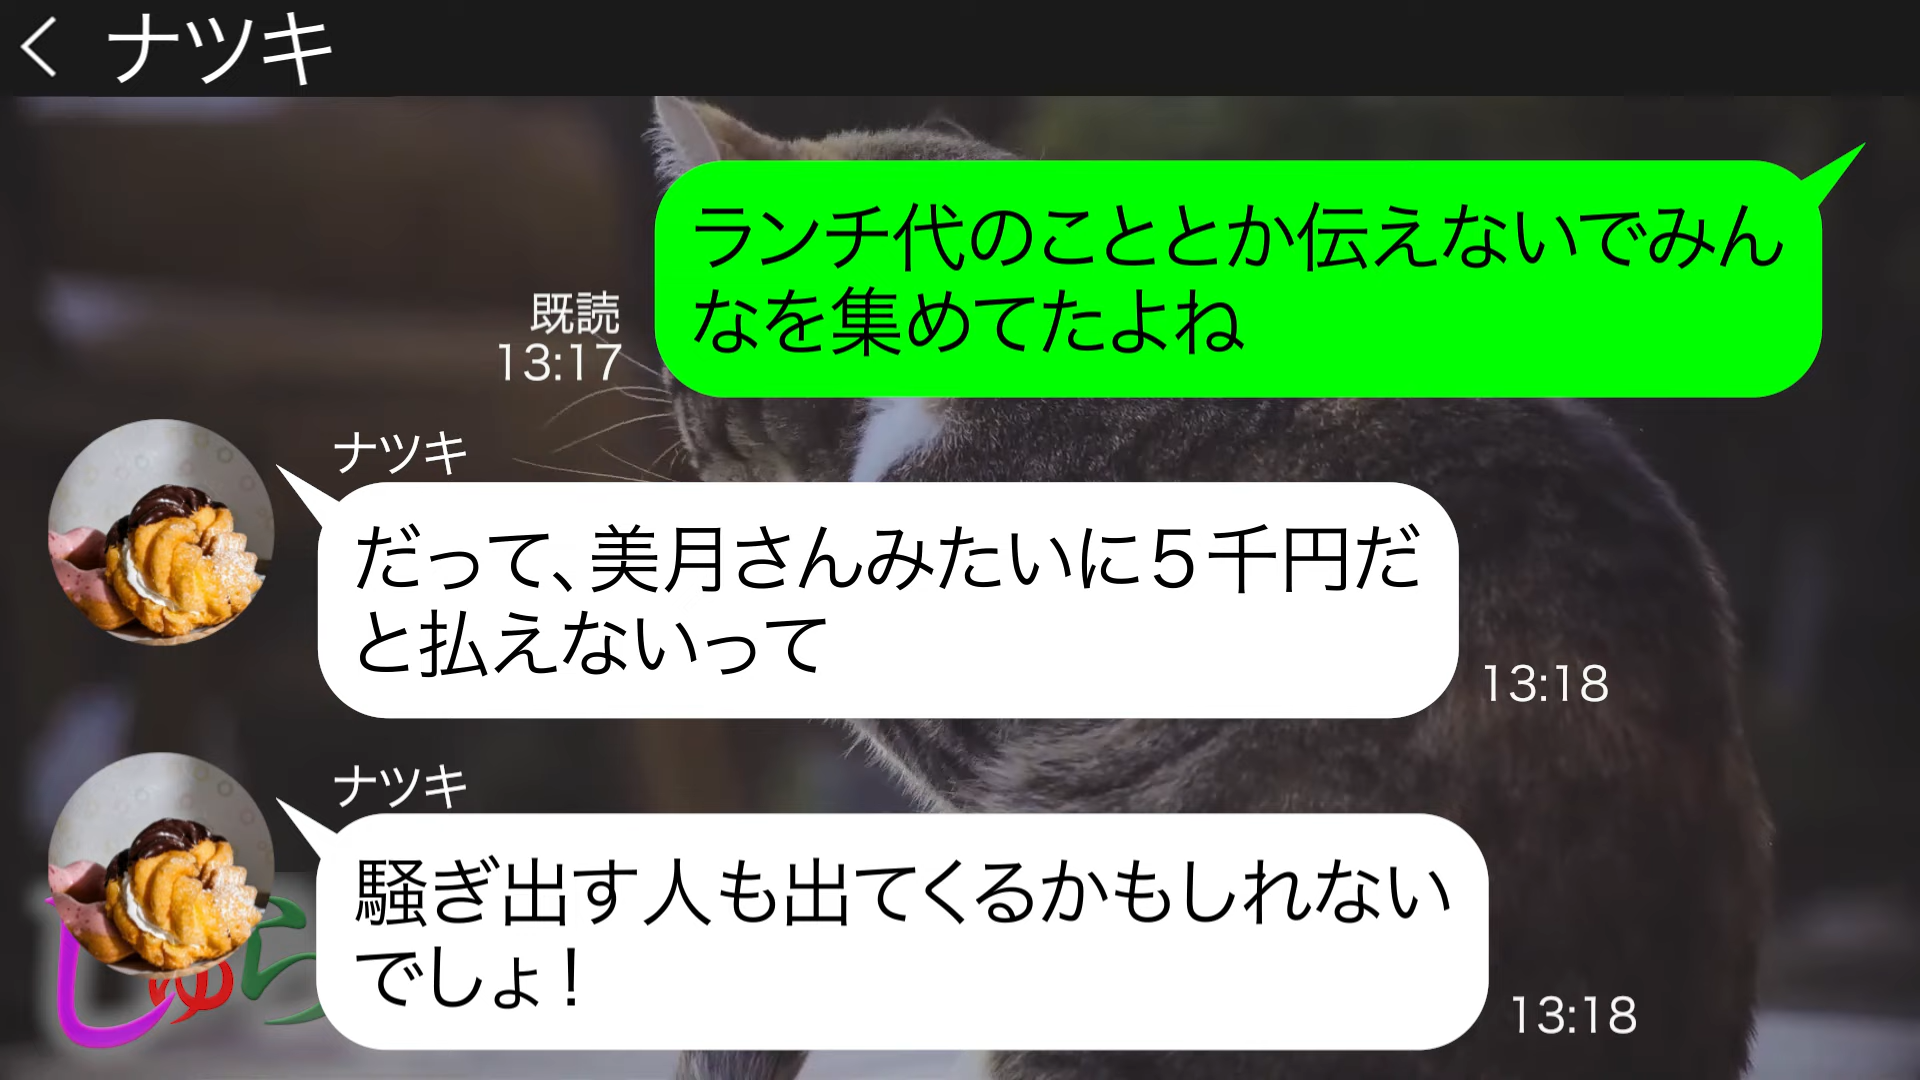 ナツキ
ランチ代のこととか伝えないでみん
なを集めてたよね
既読
13:17
ナツキ
だって、美月さんみたいに５千円だ
と払えないって
13:18
ナツキ
騒ぎ出す人も出てくるかもしれない
でしょ！
13:18
しゅら